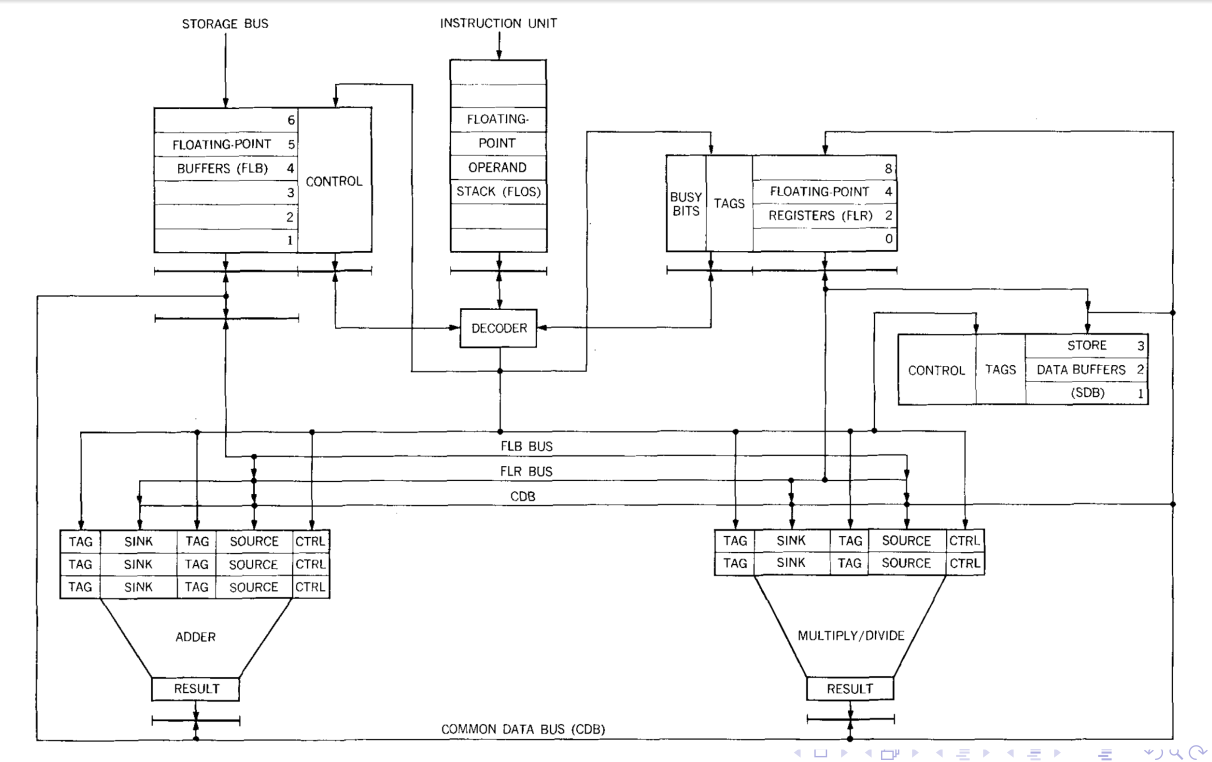 STORAGE BUS
INSTRUCTION UNIT
6
FLOATING-POINT 5
BUFFERS (FLB) 4
3
2
1
CONTROL
FLOATING-
POINT
OPERAND
STACK (FLOS)
BUSY
BITS
TAGS
8
FLOATING-POINT 4
REGISTERS (FLR) 2
0
DECODER
CONTROL
TAGS
STORE 3
DATA BUFFERS 2
(SDB) 1
FLB BUS
FLR BUS
CDB
TAG SINK TAG SOURCE CTRL
TAG SINK TAG SOURCE CTRL
TAG SINK TAG SOURCE CTRL
ADDER
RESULT
TAG SINK TAG SOURCE CTRL
TAG SINK TAG SOURCE CTRL
MULTIPLY/DIVIDE
RESULT
COMMON DATA BUS (CDB)